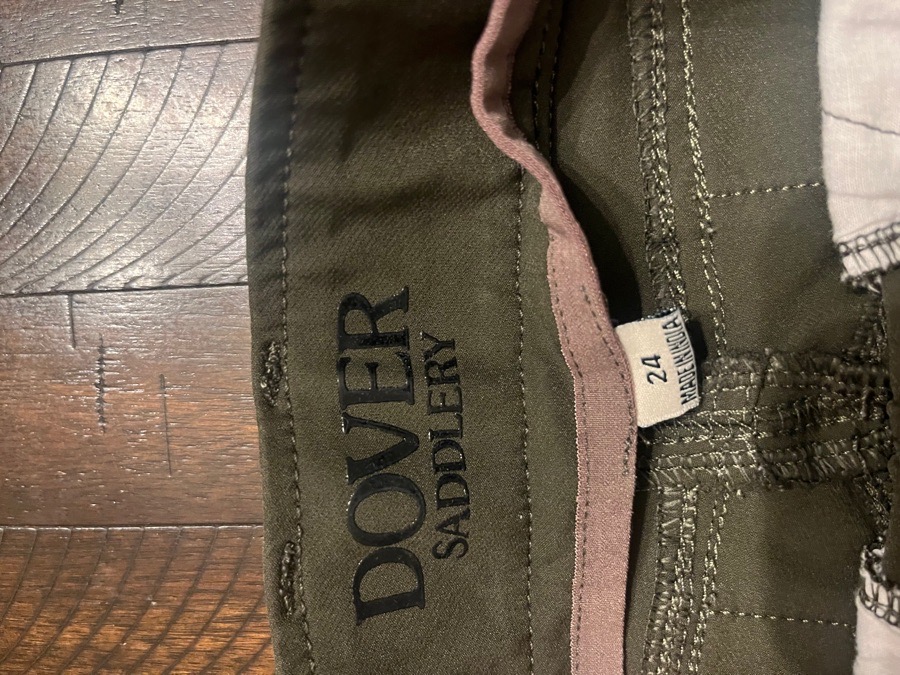 DOVER
SADDLERY
24
MADE IN INDIA